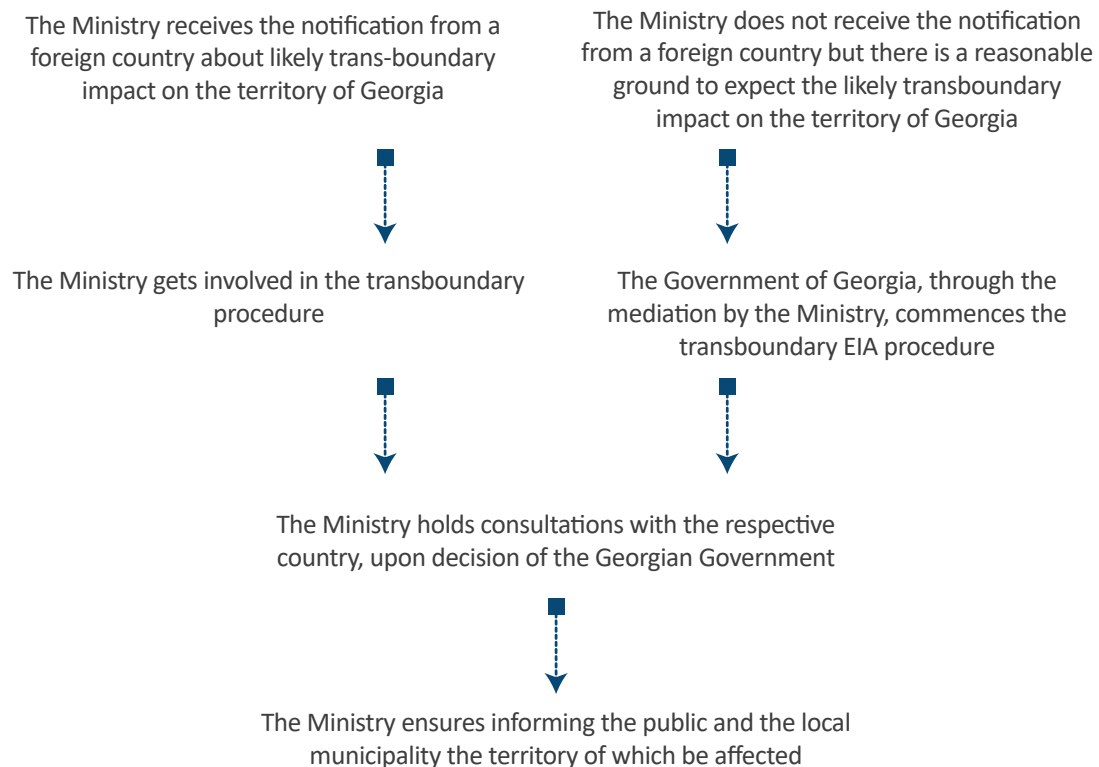 The Ministry receives the notification from a
foreign country about likely trans-boundary
impact on the territory of Georgia
The Ministry does not receive the notification
from a foreign country but there is a reasonable
ground to expect the likely transboundary
impact on the territory of Georgia
The Ministry gets involved in the transboundary
procedure
The Government of Georgia, through the
mediation by the Ministry, commences the
transboundary EIA procedure
The Ministry holds consultations with the respective
country, upon decision of the Georgian Government
The Ministry ensures informing the public and the local
municipality the territory of which be affected